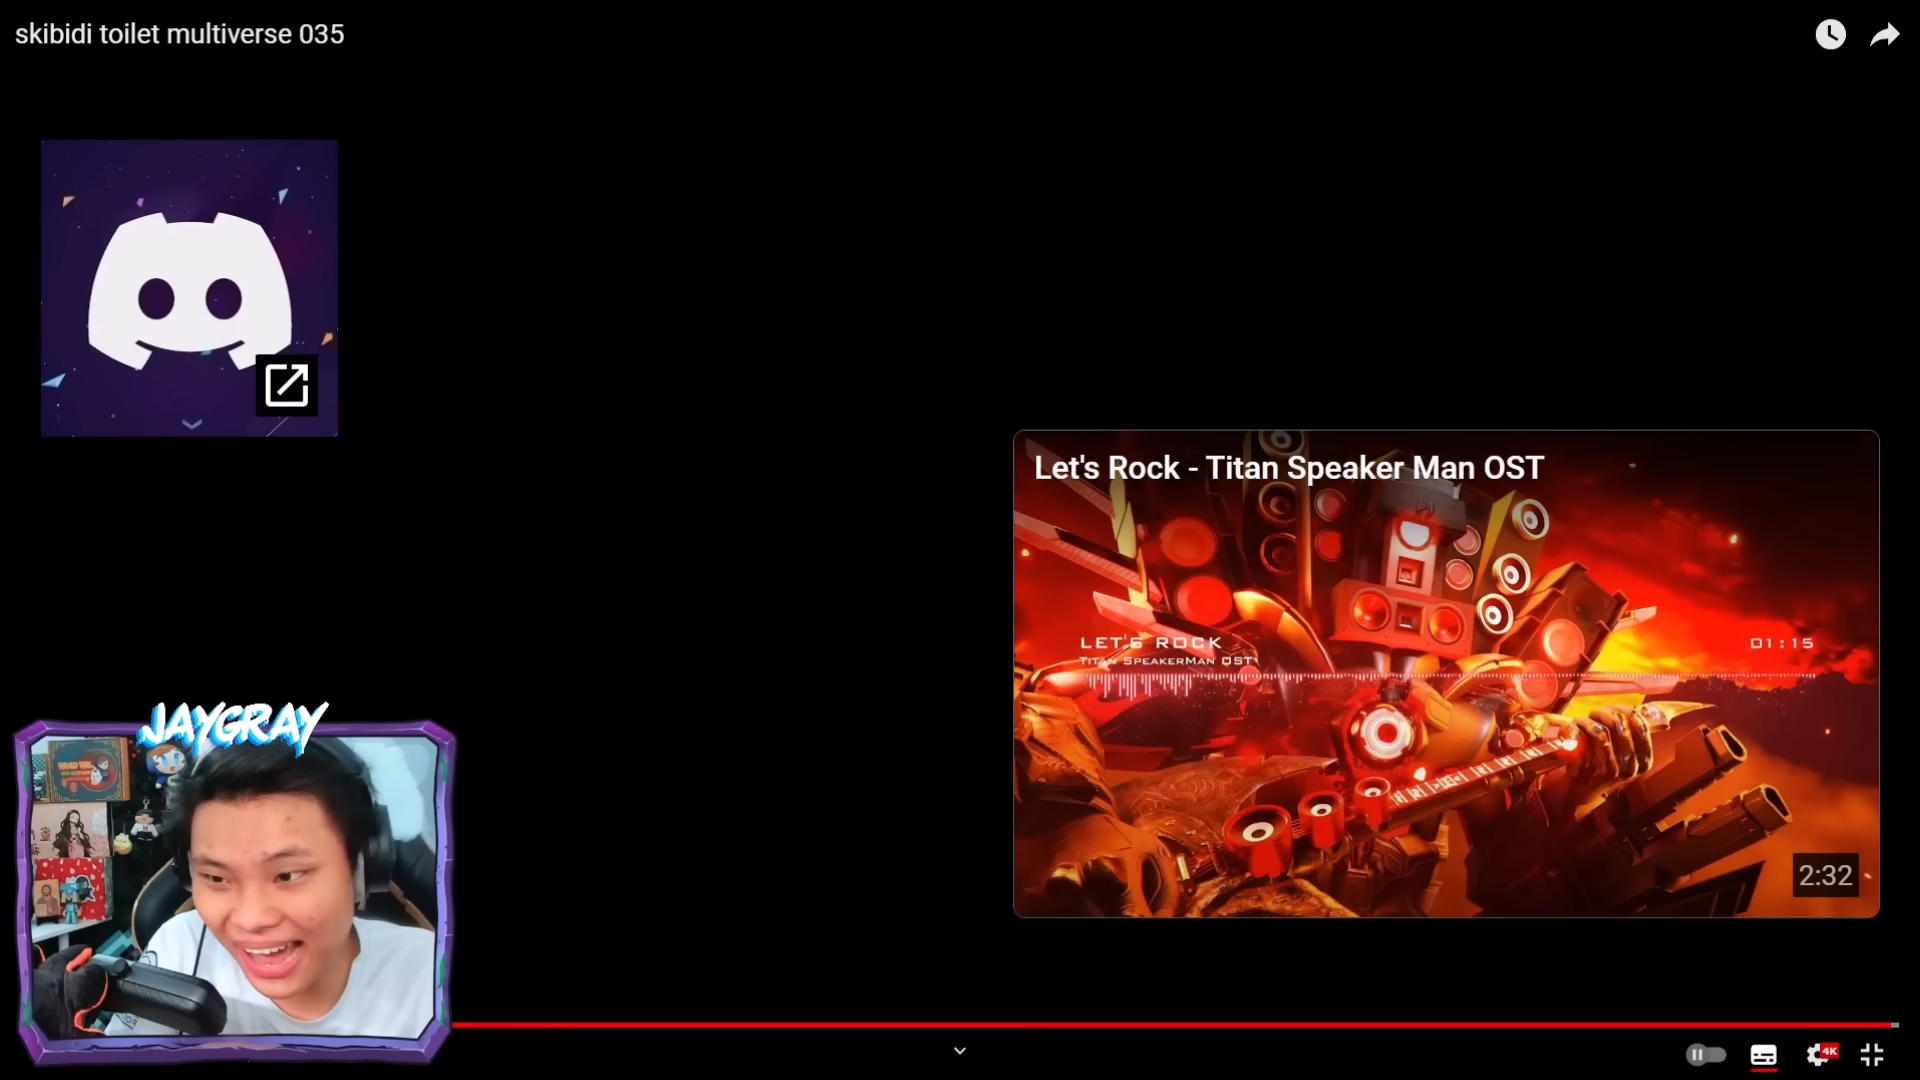 skibidi toilet multiverse 035
Let's Rock - Titan Speaker Man OST
LET'S ROCK
01:15
TITAN SPEAKERMAN OST
JAYGRAY
2:32
4K